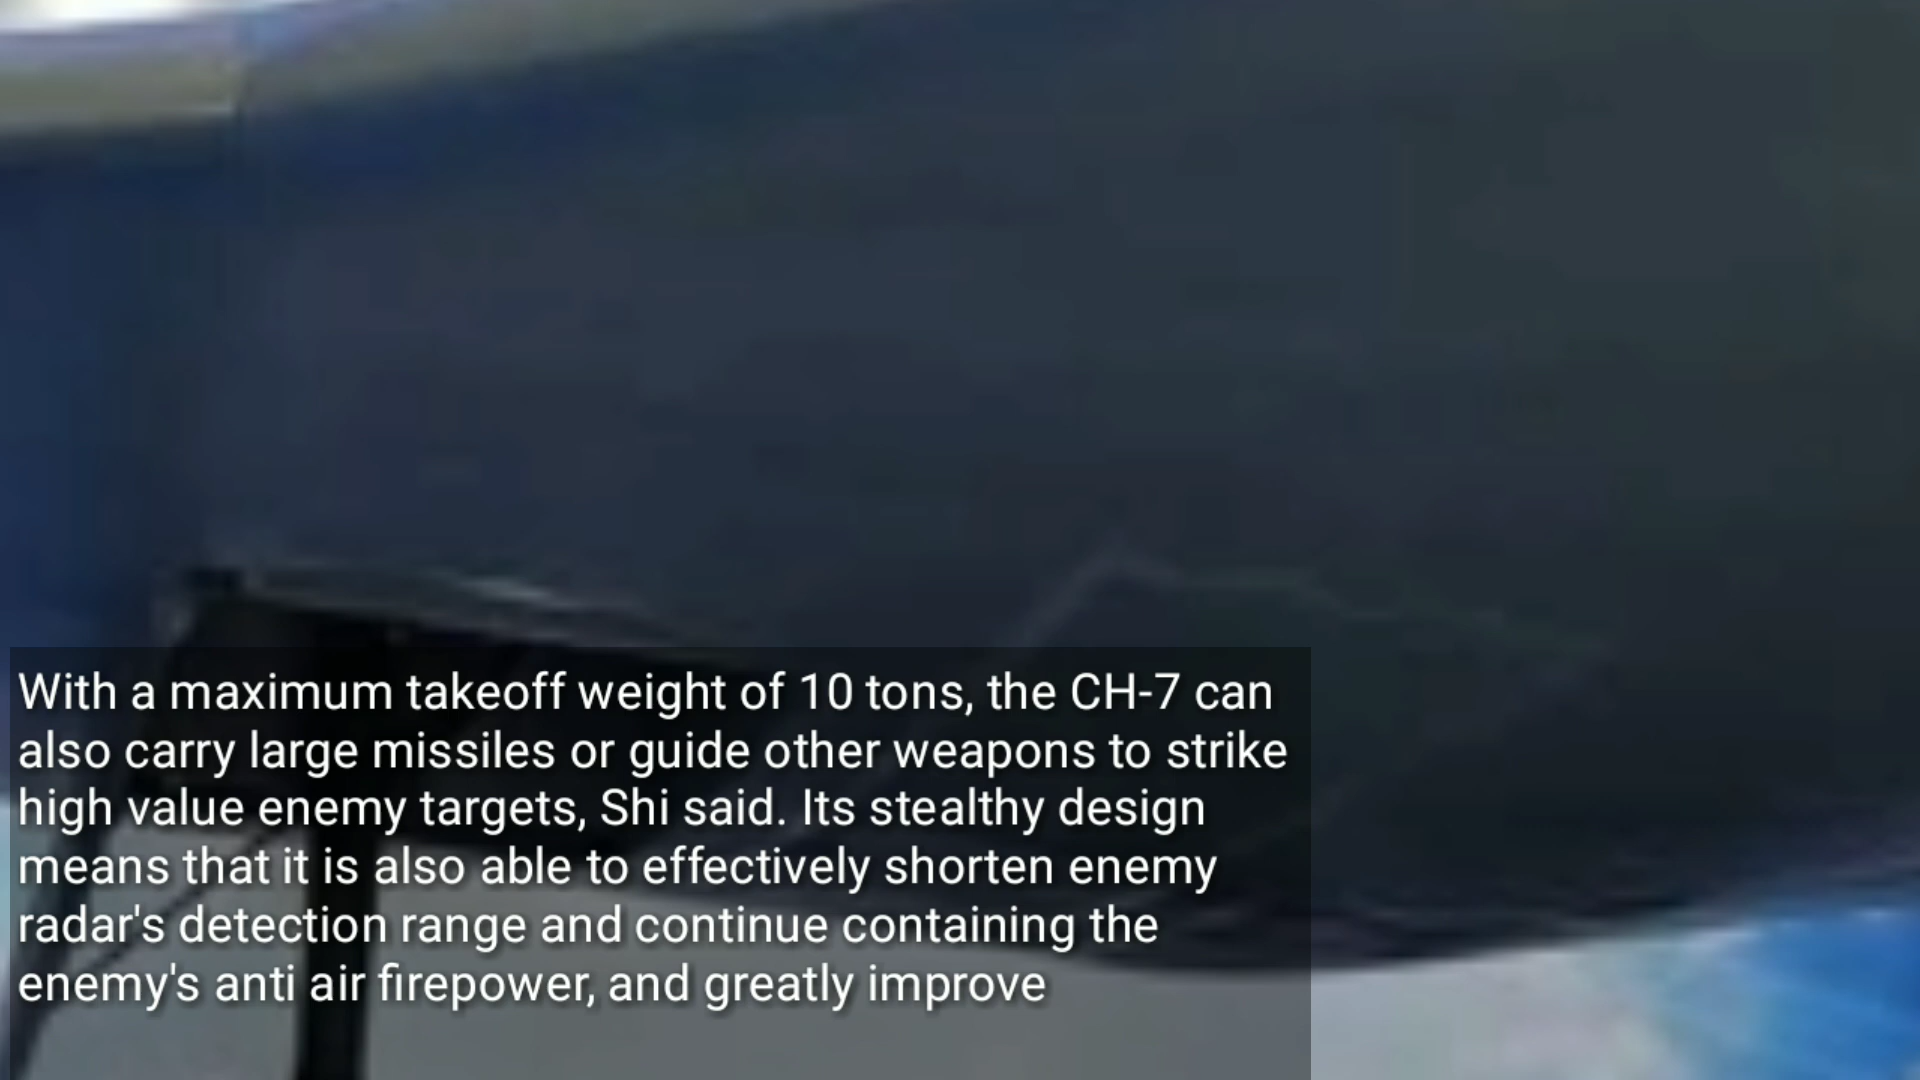 With a maximum takeoff weight of 10 tons, the CH-7 can
also carry large missiles or guide other weapons to strike
high value enemy targets, Shi said. Its stealthy design
means that it is also able to effectively shorten enemy
radar's detection range and continue containing the
enemy's anti air firepower, and greatly improve